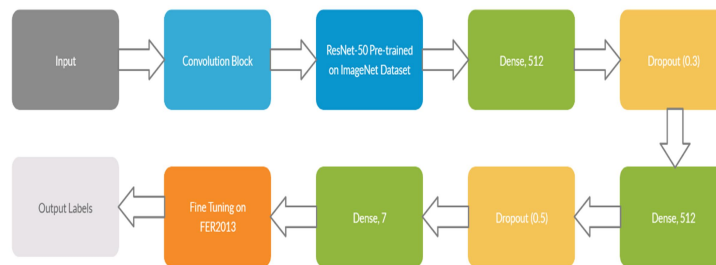 Input
Convolution Block
ResNet-50 Pre-trained
on ImageNet Dataset
Dense, 512
Dropout (0.3)
Dense, 512
Dropout (0.5)
Dense, 7
Fine Tuning on
FER2013
Output Labels